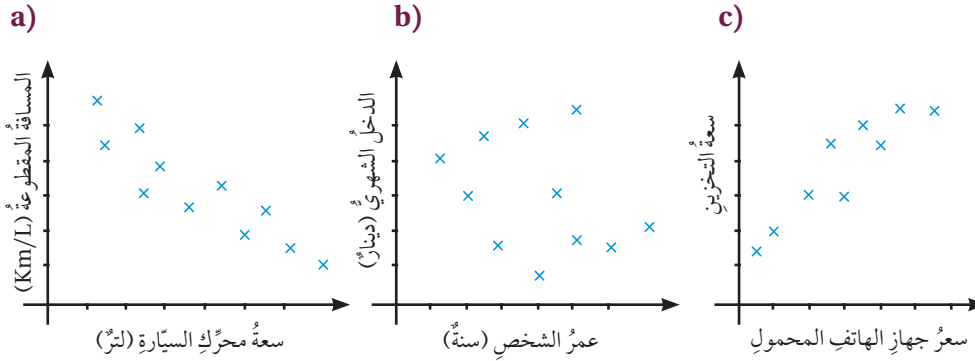 a)
المسافةُ المقطوعةُ (Km/L)
سعةُ محرِّكِ السيّارةِ (لترٌ)
b)
الدخلُ الشهريُّ (دينارٌ)
عمرُ الشخصِ (سنةٌ)
c)
سعةُ التخزينِ
سعرُ جهازِ الهاتفِ المحمولِ